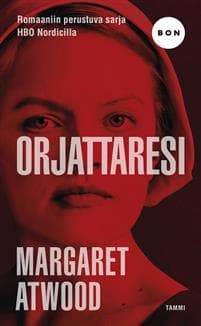 Romaaniin perustuva sarja
HBO Nordicilla
BON
ORJATTARESI
MARGARET
ATWOOD
TAMMI